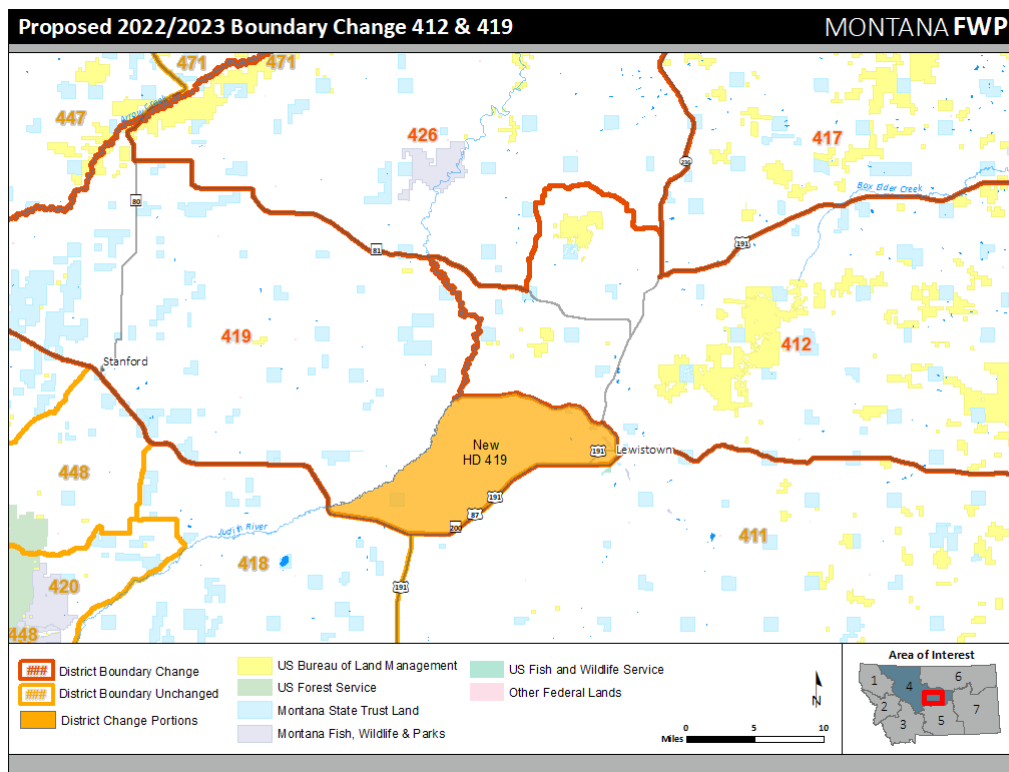 Proposed 2022/2023 Boundary Change 412 & 419
MONTANA FWP
471
471
447
Arrow Creek
426
417
236
Box Elder Creek
80
191
81
419
412
Stanford
New
HD 419
191
Lewistown
448
191
87
200
Judith River
411
418
420
191
448
### District Boundary Change
### District Boundary Unchanged
District Change Portions
US Bureau of Land Management
US Forest Service
Montana State Trust Land
Montana Fish, Wildlife & Parks
US Fish and Wildlife Service
Other Federal Lands
N
0 5 10
Miles
Area of Interest
1
4
6
2
3
5
7